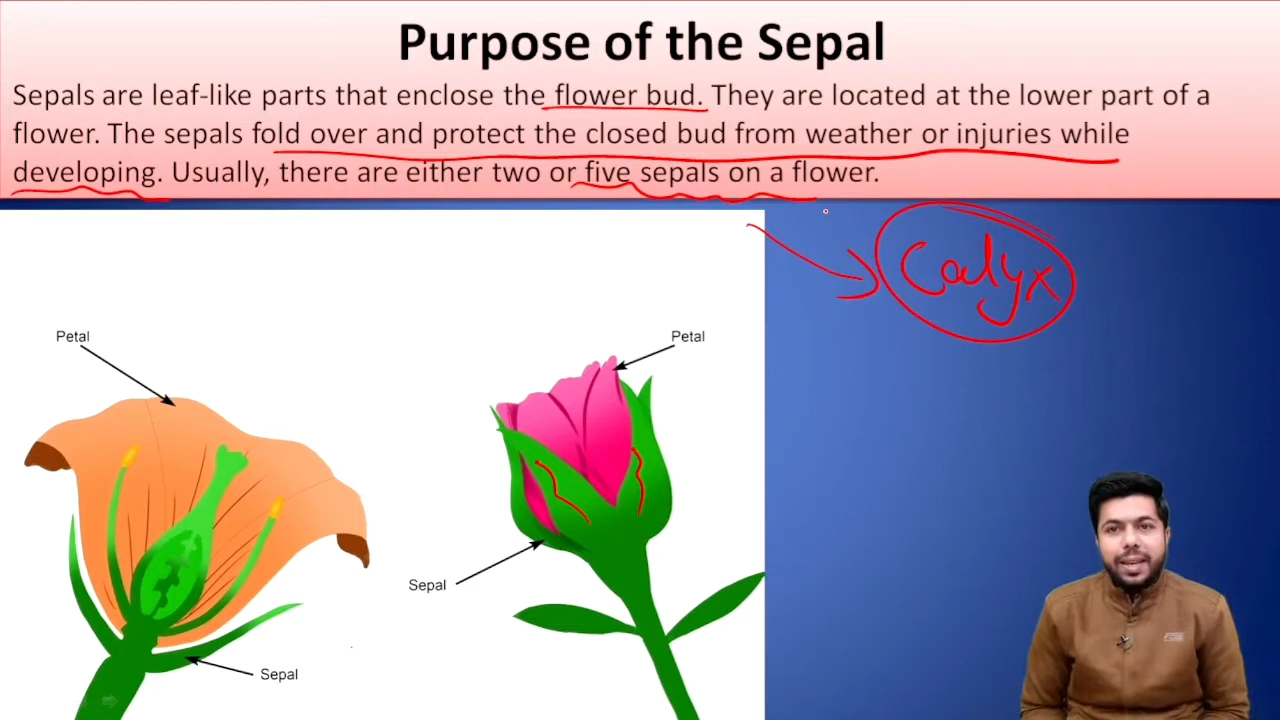 Purpose of the Sepal
Sepals are leaf-like parts that enclose the flower bud. They are located at the lower part of a
flower. The sepals fold over and protect the closed bud from weather or injuries while
developing. Usually, there are either two or five sepals on a flower.
Calyx
Petal
Petal
Sepal
Sepal